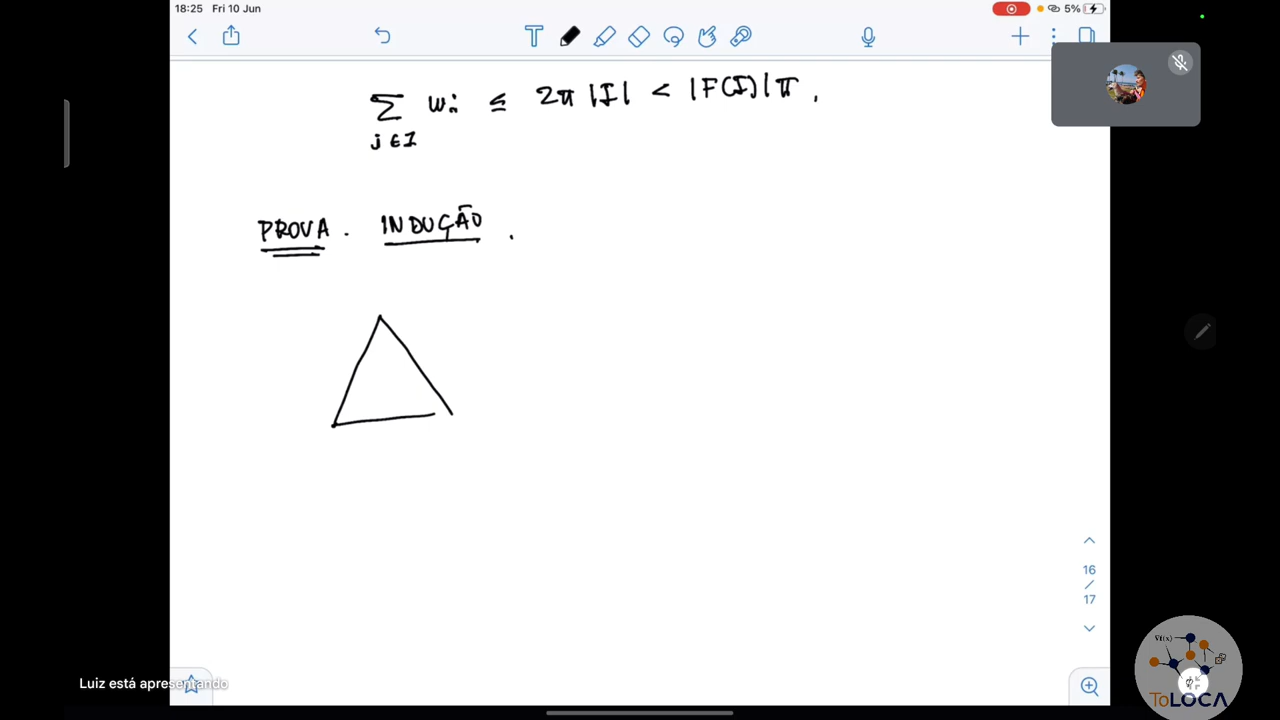 18:25 Fri 10 Jun
5%
∑ wᵢ ≤ 2π |I| < |F(I)| π .
j ∈ I
PROVA . INDUÇÃO .
16
/
17
Luiz está apresentando
∇f(x)
ToLOCA